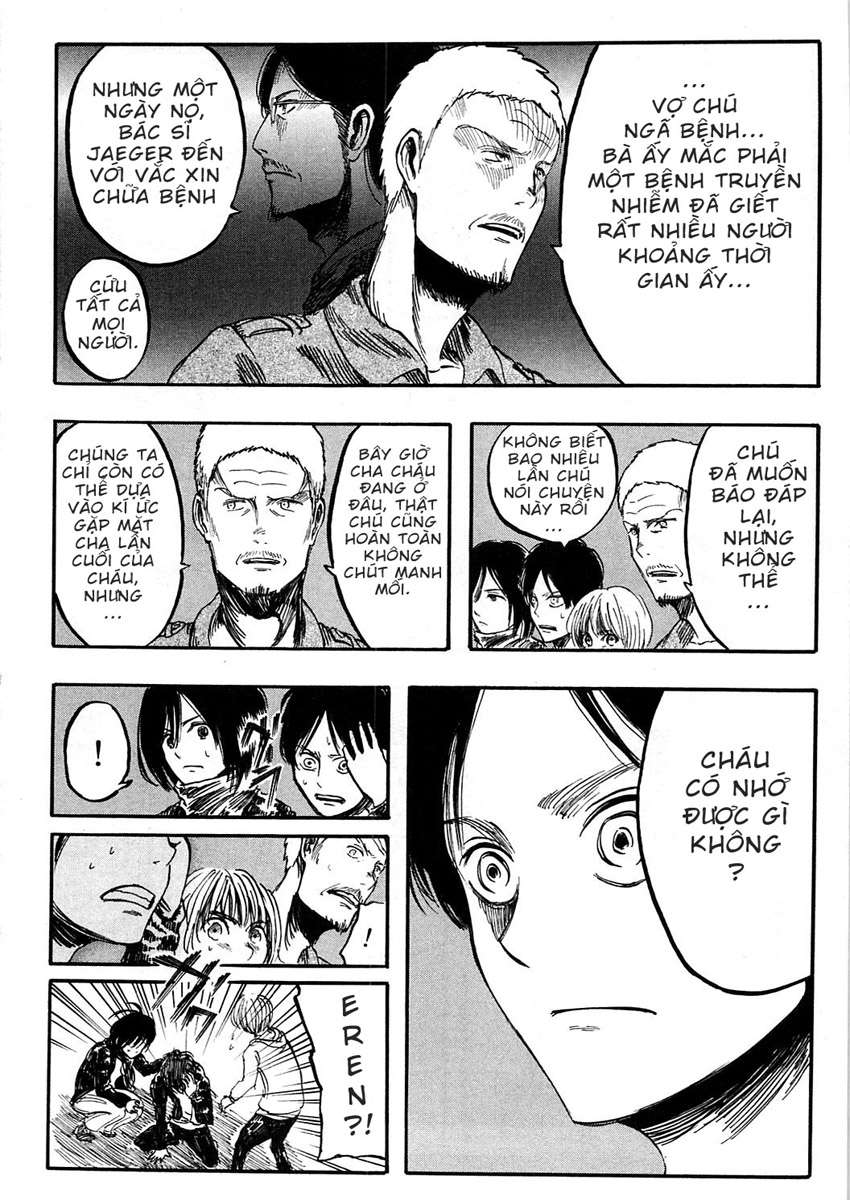 ...
VỢ CHÚ
NGÃ BỆNH...
BÀ ẤY MẮC PHẢI
MỘT BỆNH TRUYỀN
NHIỄM ĐÃ GIẾT
RẤT NHIỀU NGƯỜI
KHOẢNG THỜI
GIAN ẤY...
NHƯNG MỘT
NGÀY NỌ,
BÁC SĨ
JAEGER ĐẾN
VỚI VẮC XIN
CHỮA BỆNH
CỨU
TẤT CẢ
MỌI
NGƯỜI.
CHÚ
ĐÃ MUỐN
BÁO ĐÁP
LẠI,
NHƯNG
KHÔNG
THỂ
...
KHÔNG BIẾT
BAO NHIÊU
LẦN CHÚ
NÓI CHUYỆN
NÀY RỒI
...
BÂY GIỜ
CHA CHÁU
ĐANG Ở
ĐÂU, THẬT
CHÚ CŨNG
HOÀN TOÀN
KHÔNG
CHÚT MANH
MỐI.
CHÚNG TA
CHỈ CÒN CÓ
THỂ DỰA
VÀO KÍ ỨC
GẶP MẶT
CHA LẦN
CUỐI CỦA
CHÁU,
NHƯNG
...
CHÁU
CÓ NHỚ
ĐƯỢC GÌ
KHÔNG
?
!
!
EREN?!